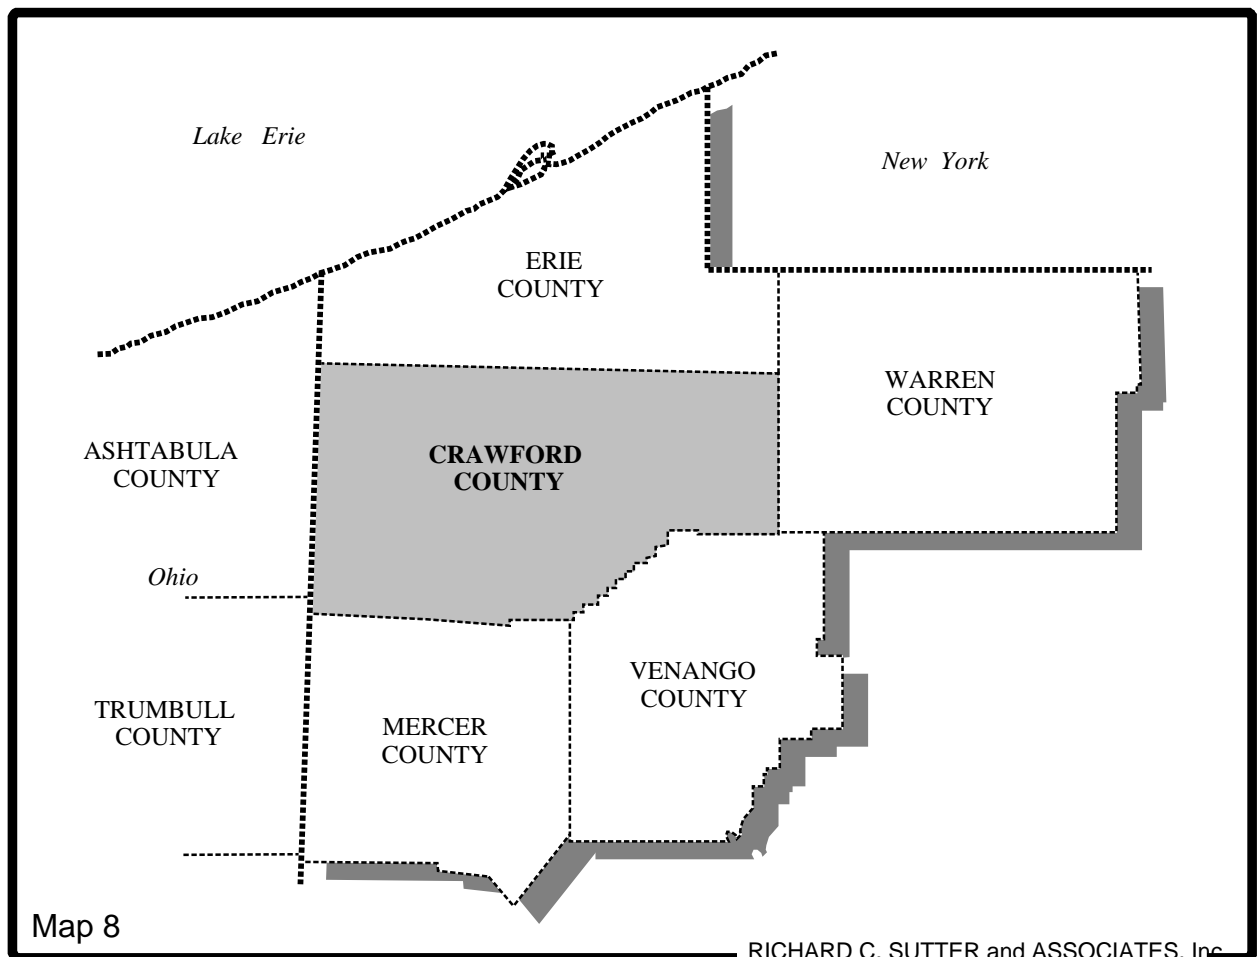 Lake Erie
New York
ERIE
COUNTY
WARREN
COUNTY
ASHTABULA
COUNTY
CRAWFORD
COUNTY
Ohio
VENANGO
COUNTY
TRUMBULL
COUNTY
MERCER
COUNTY
Map 8
RICHARD C. SUTTER and ASSOCIATES, Inc